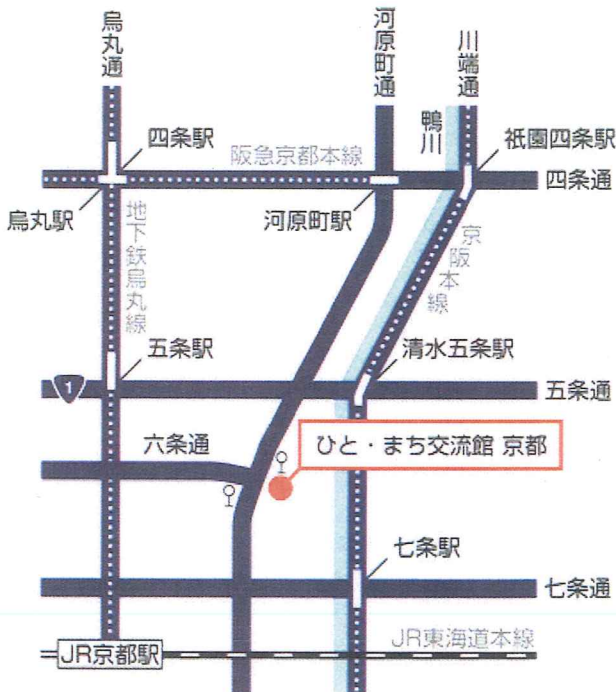 烏丸通
河原町通
川端通
鴨川
四条駅
阪急京都本線
祇園四条駅
四条通
烏丸駅
河原町駅
地下鉄烏丸線
京阪本線
五条駅
清水五条駅
1
五条通
六条通
ひと・まち交流館 京都
七条駅
七条通
JR東海道本線
JR京都駅